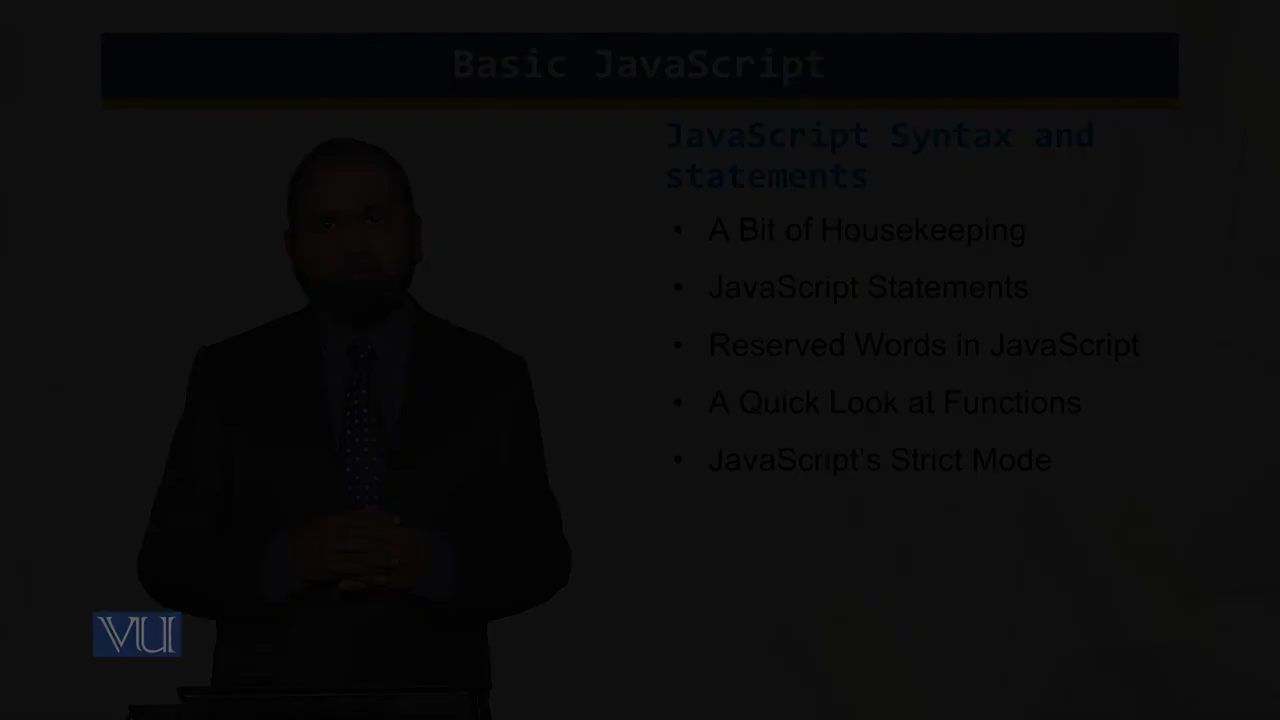 Basic JavaScript
JavaScript Syntax and
statements
• A Bit of Housekeeping
• JavaScript Statements
• Reserved Words in JavaScript
• A Quick Look at Functions
• JavaScript's Strict Mode
VU